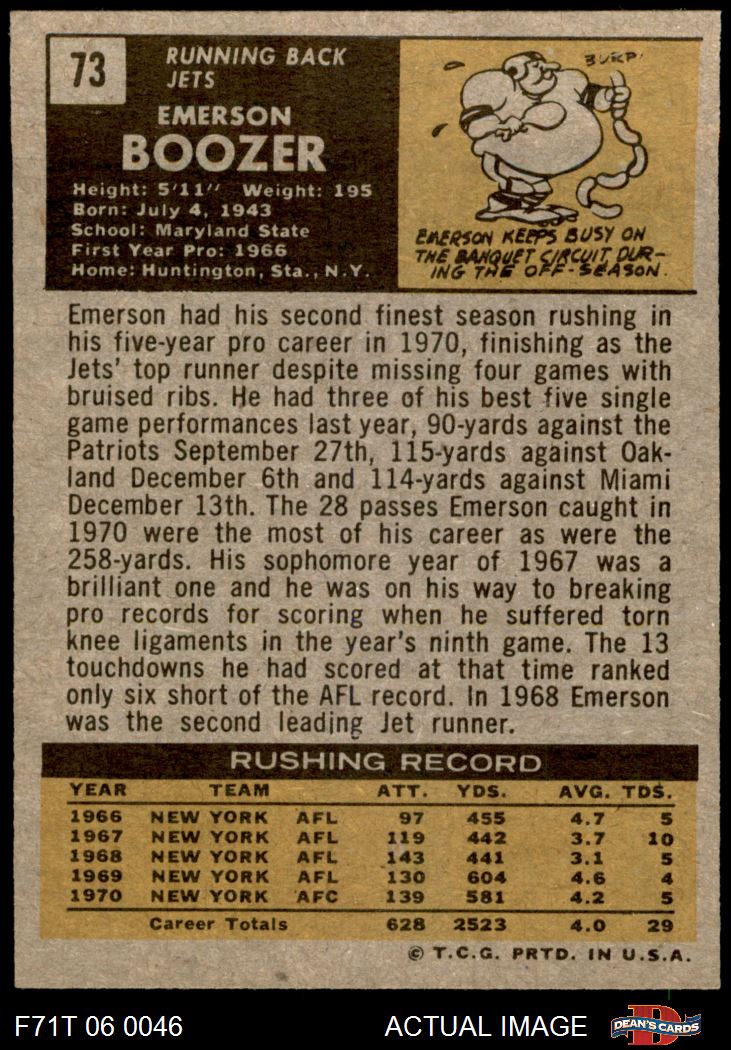 73
RUNNING BACK
JETS
EMERSON
BOOZER
Height: 5'11" Weight: 195
Born: July 4, 1943
School: Maryland State
First Year Pro: 1966
Home: Huntington, Sta., N.Y.
BURP!
EMERSON KEEPS BUSY ON
THE BANQUET CIRCUIT DUR-
ING THE OFF-SEASON.
Emerson had his second finest season rushing in
his five-year pro career in 1970, finishing as the
Jets' top runner despite missing four games with
bruised ribs. He had three of his best five single
game performances last year, 90-yards against the
Patriots September 27th, 115-yards against Oak-
land December 6th and 114-yards against Miami
December 13th. The 28 passes Emerson caught in
1970 were the most of his career as were the
258-yards. His sophomore year of 1967 was a
brilliant one and he was on his way to breaking
pro records for scoring when he suffered torn
knee ligaments in the year's ninth game. The 13
touchdowns he had scored at that time ranked
only six short of the AFL record. In 1968 Emerson
was the second leading Jet runner.
RUSHING RECORD
YEAR TEAM ATT. YDS. AVG. TDS.
1966 NEW YORK AFL 97 455 4.7 5
1967 NEW YORK AFL 119 442 3.7 10
1968 NEW YORK AFL 143 441 3.1 5
1969 NEW YORK AFL 130 604 4.6 4
1970 NEW YORK AFC 139 581 4.2 5
Career Totals 628 2523 4.0 29
© T.C.G. PRTD. IN U.S.A.
F71T 06 0046 ACTUAL IMAGE DEAN'S CARDS